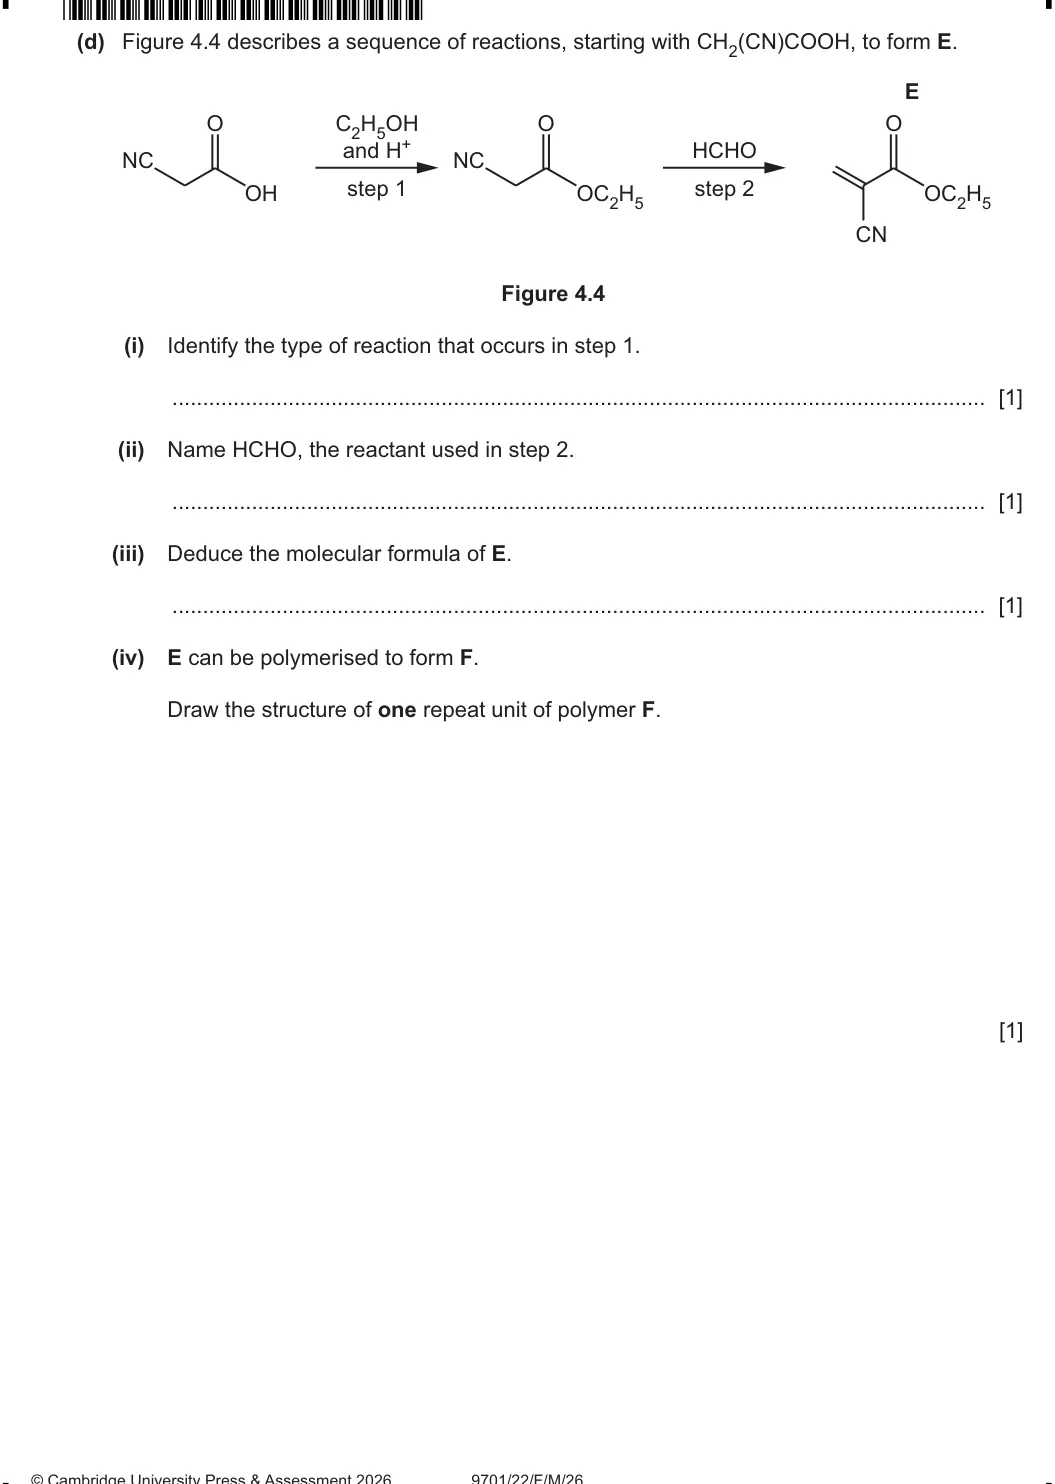 (d) Figure 4.4 describes a sequence of reactions, starting with CH2(CN)COOH, to form E.
E
O C2H5OH O O
NC and H+ NC HCHO
step 1 step 2
OH OC2H5 OC2H5
CN
Figure 4.4
(i) Identify the type of reaction that occurs in step 1.
.......................................................................................................................................... [1]
(ii) Name HCHO, the reactant used in step 2.
.......................................................................................................................................... [1]
(iii) Deduce the molecular formula of E.
.......................................................................................................................................... [1]
(iv) E can be polymerised to form F.
Draw the structure of one repeat unit of polymer F.
[1]
© Cambridge University Press & Assessment 2026 9701/22/F/M/26